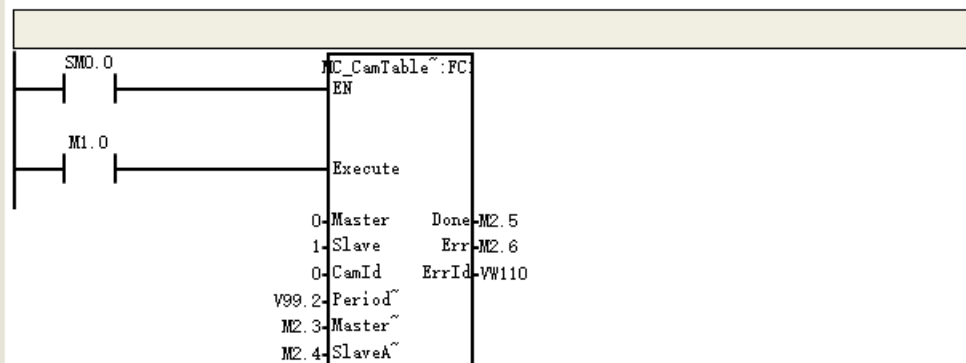 SM0.0
MC_CamTable~:FC1
EN
M1.0
Execute
0 Master Done M2.5
1 Slave Err M2.6
0 CamId ErrId VW110
V99.2 Period~
M2.3 Master~
M2.4 SlaveA~